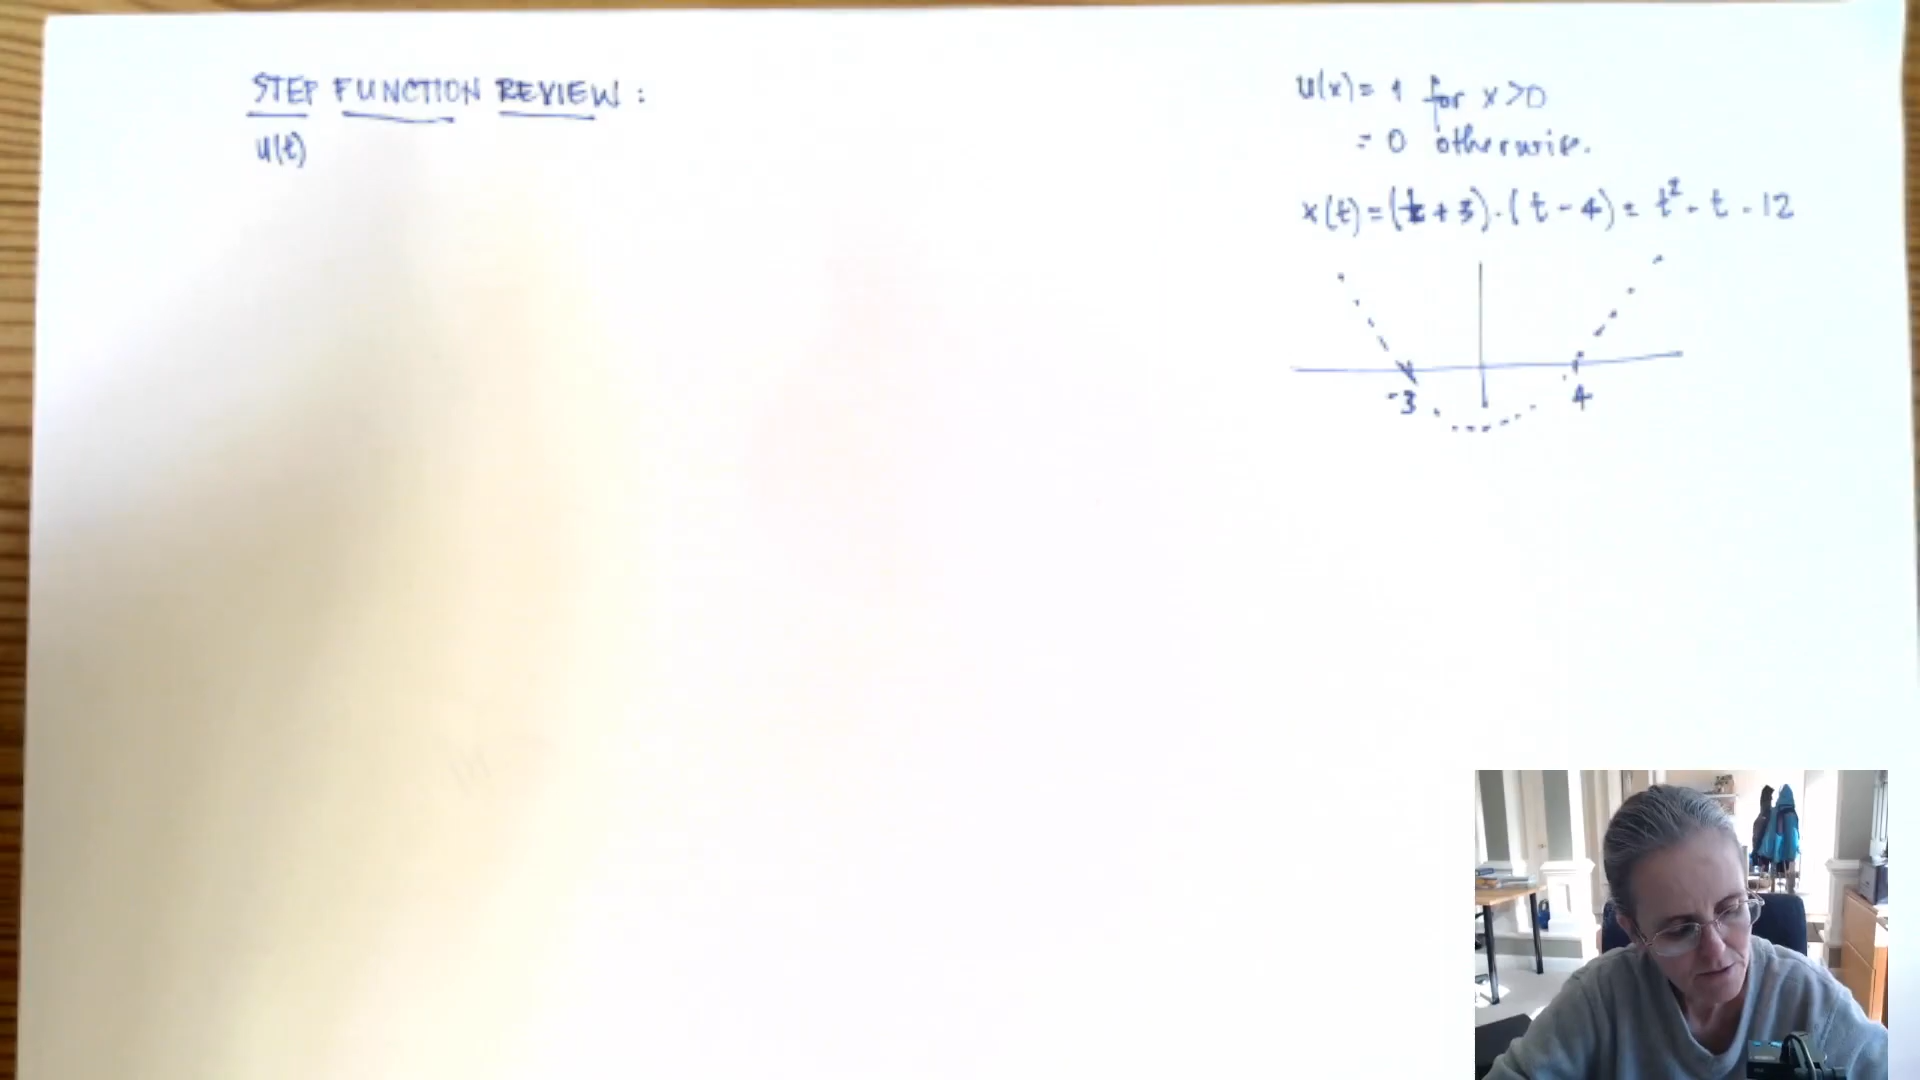 STEP FUNCTION REVIEW :
u(t)
u(x) = 1 for x>0
= 0 otherwise.
x(t) = (t + 3) · (t - 4) = t² - t - 12
-3
4